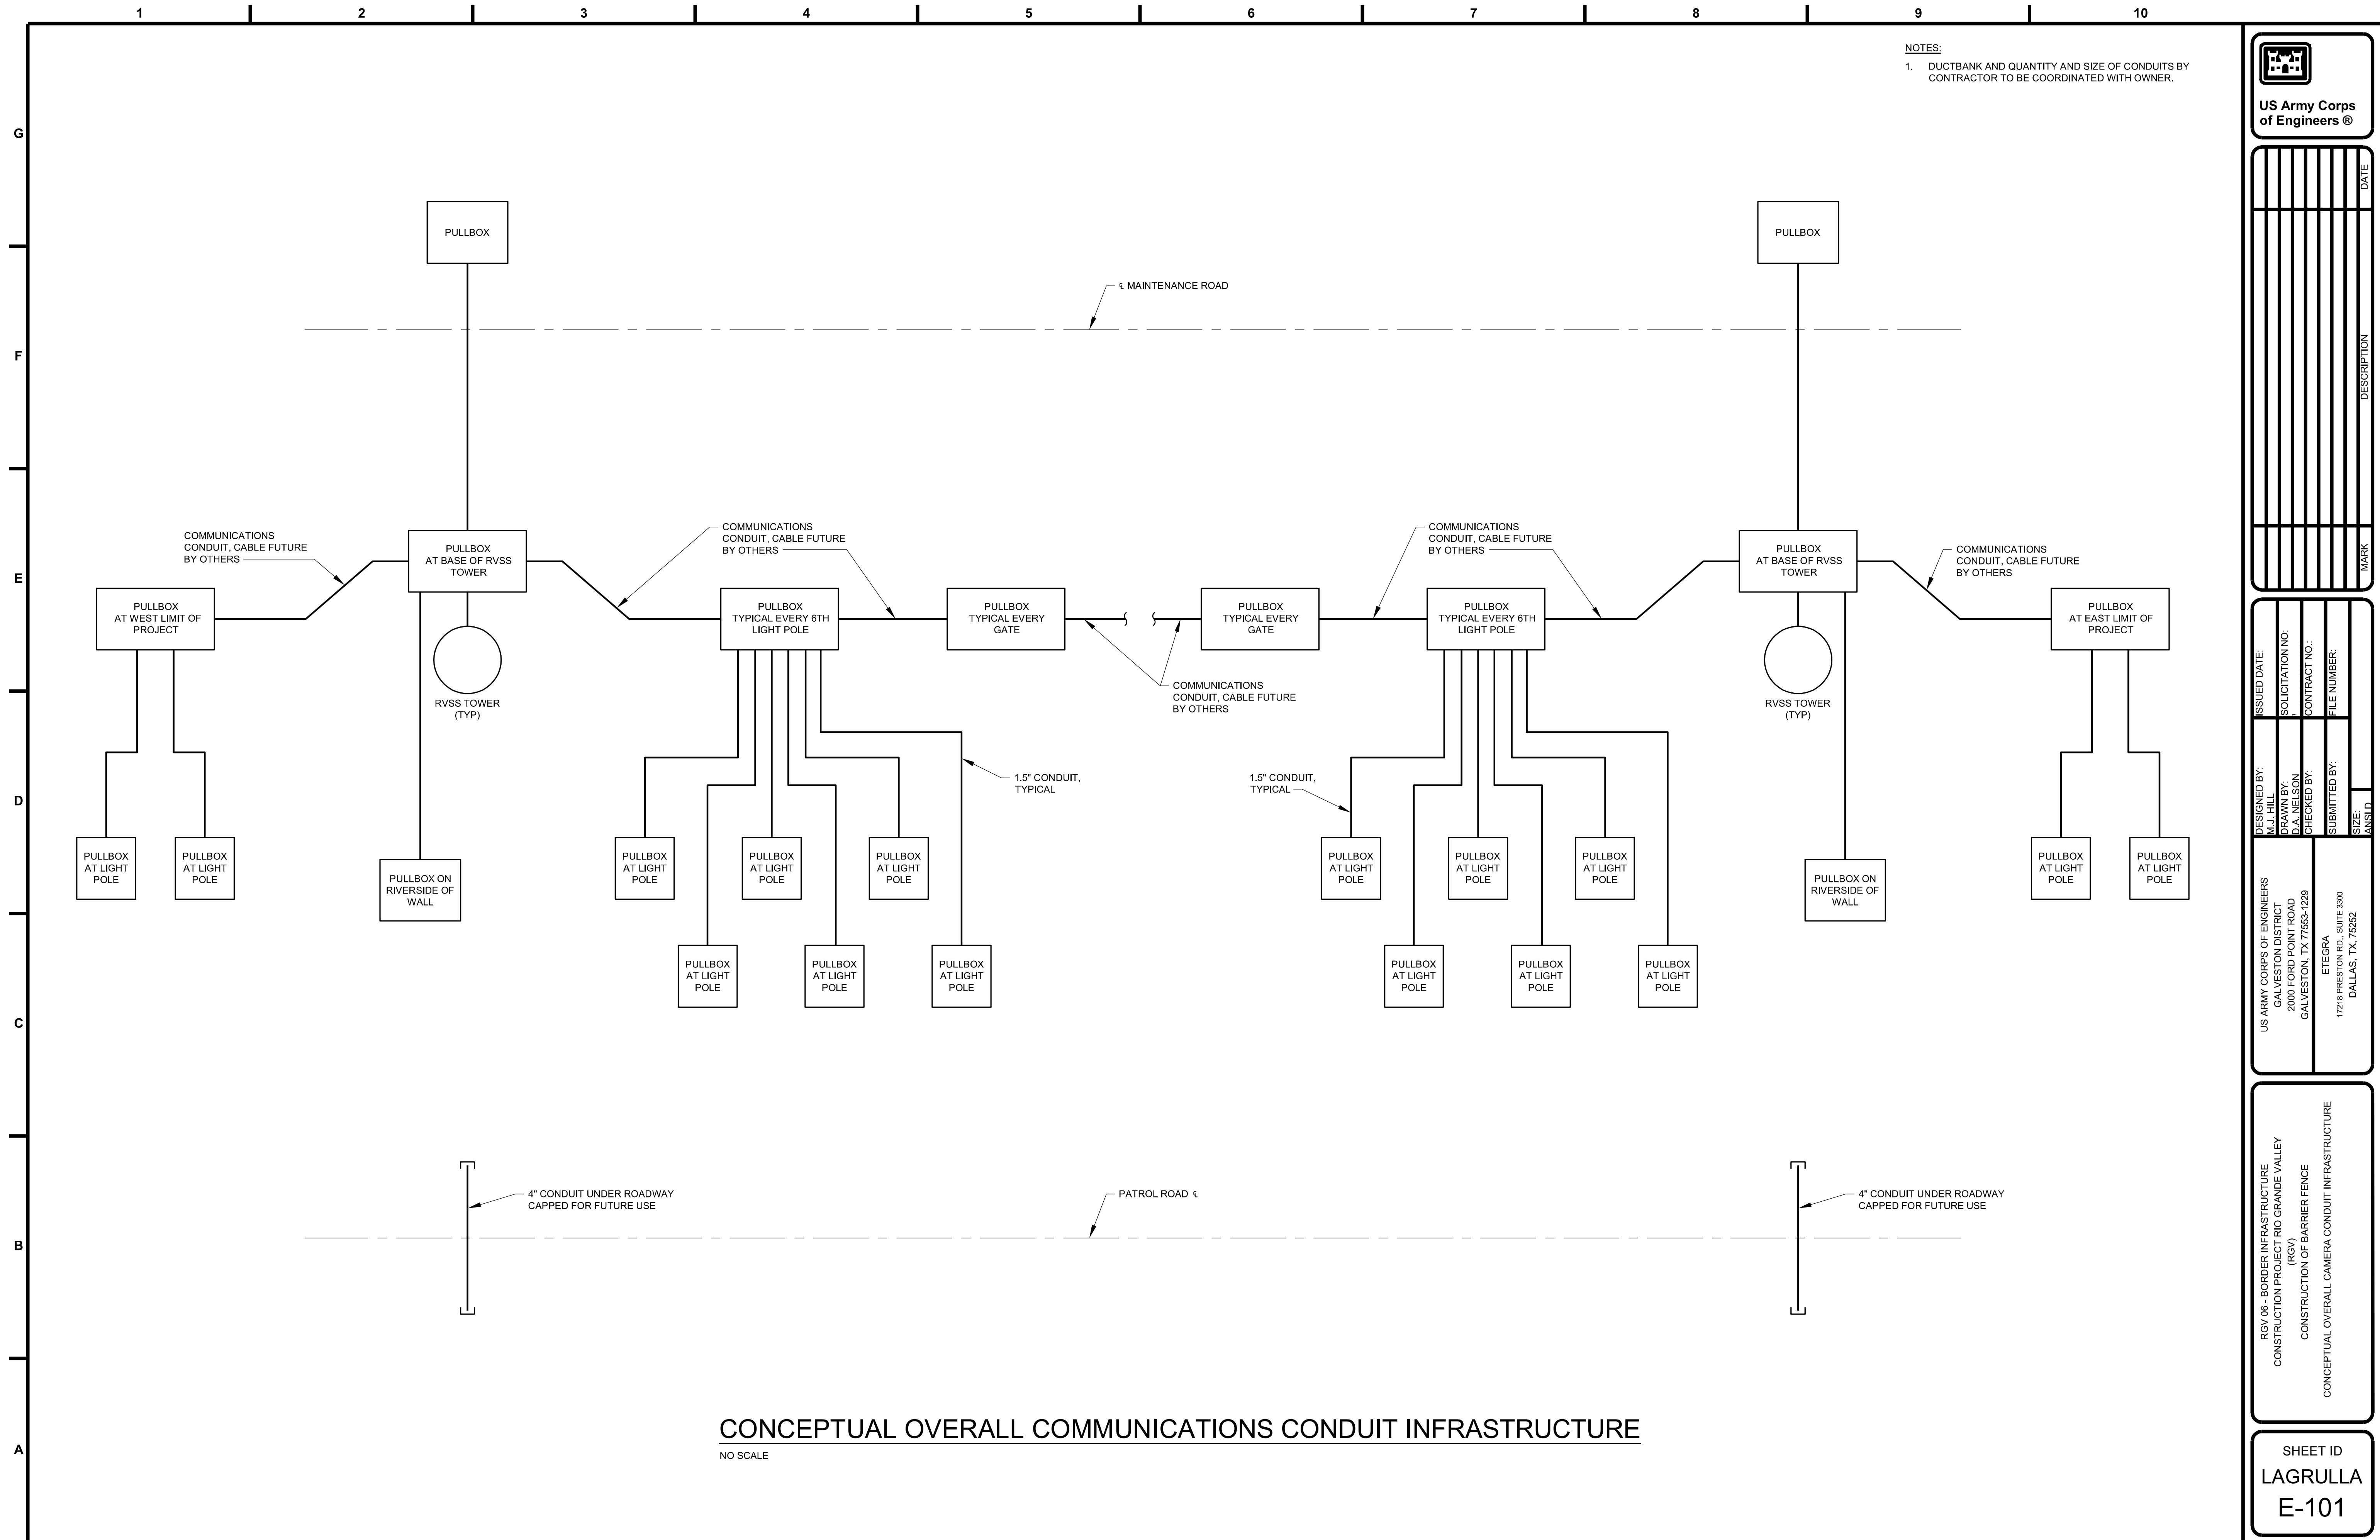 1 2 3 4 5 6 7 8 9 10
NOTES:
1. DUCTBANK AND QUANTITY AND SIZE OF CONDUITS BY
CONTRACTOR TO BE COORDINATED WITH OWNER.
G
F
E
D
C
B
A
PULLBOX
PULLBOX
℄ MAINTENANCE ROAD
COMMUNICATIONS
CONDUIT, CABLE FUTURE
BY OTHERS
PULLBOX
AT BASE OF RVSS
TOWER
COMMUNICATIONS
CONDUIT, CABLE FUTURE
BY OTHERS
COMMUNICATIONS
CONDUIT, CABLE FUTURE
BY OTHERS
PULLBOX
AT BASE OF RVSS
TOWER
COMMUNICATIONS
CONDUIT, CABLE FUTURE
BY OTHERS
PULLBOX
AT WEST LIMIT OF
PROJECT
PULLBOX
TYPICAL EVERY 6TH
LIGHT POLE
PULLBOX
TYPICAL EVERY
GATE
PULLBOX
TYPICAL EVERY
GATE
PULLBOX
TYPICAL EVERY 6TH
LIGHT POLE
PULLBOX
AT EAST LIMIT OF
PROJECT
RVSS TOWER
(TYP)
COMMUNICATIONS
CONDUIT, CABLE FUTURE
BY OTHERS
RVSS TOWER
(TYP)
1.5" CONDUIT,
TYPICAL
1.5" CONDUIT,
TYPICAL
PULLBOX
AT LIGHT
POLE
PULLBOX
AT LIGHT
POLE
PULLBOX ON
RIVERSIDE OF
WALL
PULLBOX
AT LIGHT
POLE
PULLBOX
AT LIGHT
POLE
PULLBOX
AT LIGHT
POLE
PULLBOX
AT LIGHT
POLE
PULLBOX
AT LIGHT
POLE
PULLBOX
AT LIGHT
POLE
PULLBOX ON
RIVERSIDE OF
WALL
PULLBOX
AT LIGHT
POLE
PULLBOX
AT LIGHT
POLE
PULLBOX
AT LIGHT
POLE
PULLBOX
AT LIGHT
POLE
PULLBOX
AT LIGHT
POLE
PULLBOX
AT LIGHT
POLE
PULLBOX
AT LIGHT
POLE
PULLBOX
AT LIGHT
POLE
4" CONDUIT UNDER ROADWAY
CAPPED FOR FUTURE USE
PATROL ROAD ℄
4" CONDUIT UNDER ROADWAY
CAPPED FOR FUTURE USE
CONCEPTUAL OVERALL COMMUNICATIONS CONDUIT INFRASTRUCTURE
NO SCALE
US Army Corps
of Engineers ®
DATE
DESCRIPTION
MARK
ISSUED DATE:
SOLICITATION NO:
CONTRACT NO.:
FILE NUMBER:
DESIGNED BY:
M.J. HILL
DRAWN BY:
D.A. NELSON
CHECKED BY:
SUBMITTED BY:
SIZE:
ANSI D
US ARMY CORPS OF ENGINEERS
GALVESTON DISTRICT
2000 FORD POINT ROAD
GALVESTON, TX 77553-1229
ETEGRA
17218 PRESTON RD., SUITE 3300
DALLAS, TX, 75252
RGV 06 - BORDER INFRASTRUCTURE
CONSTRUCTION PROJECT RIO GRANDE VALLEY
(RGV)
CONSTRUCTION OF BARRIER FENCE
CONCEPTUAL OVERALL CAMERA CONDUIT INFRASTRUCTURE
SHEET ID
LAGRULLA
E-101